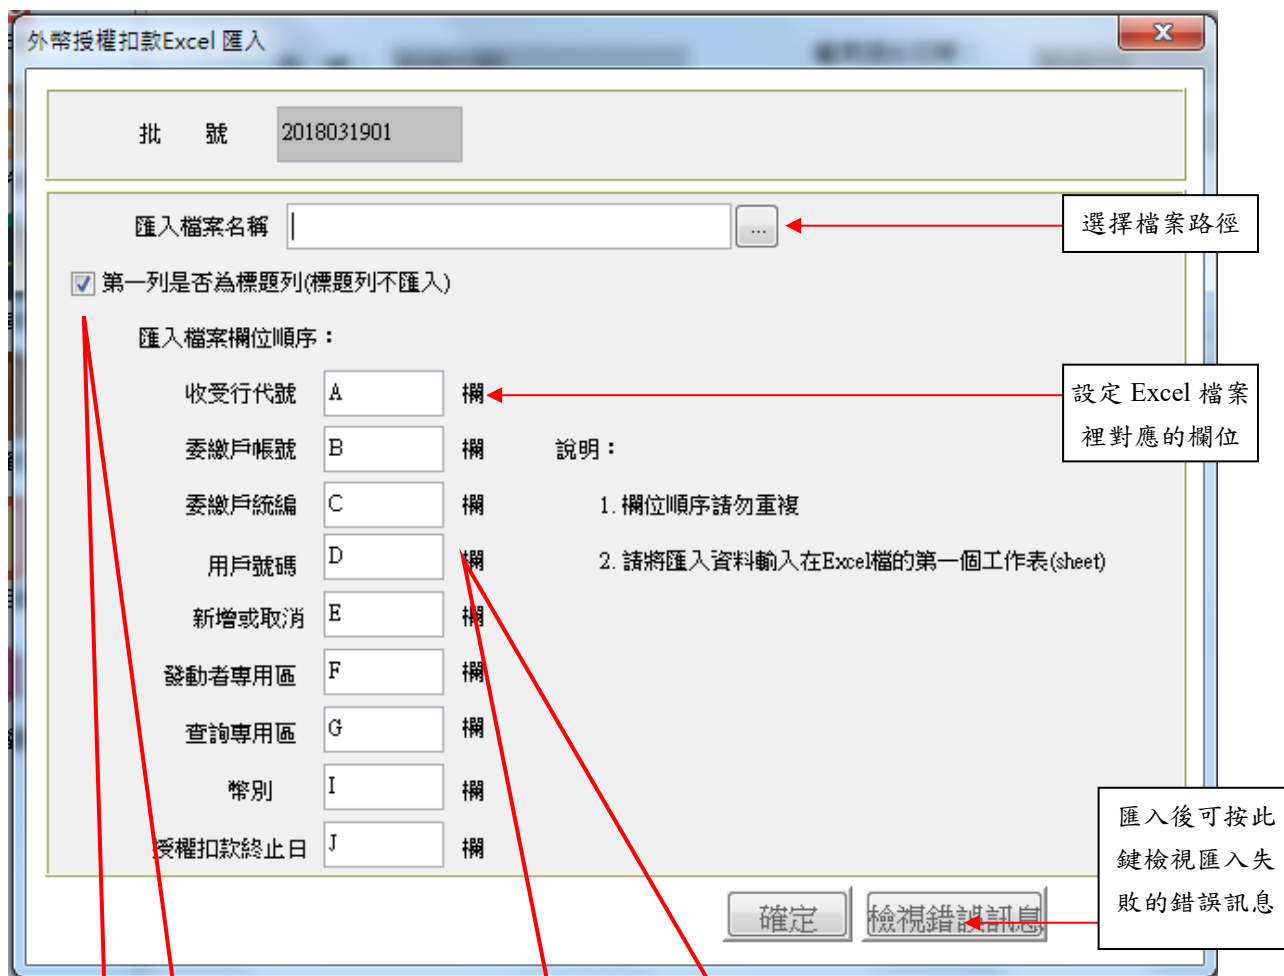 外幣授權扣款Excel 匯入
批 號 2018031901
匯入檔案名稱 ...
選擇檔案路徑
第一列是否為標題列(標題列不匯入)
匯入檔案欄位順序：
收受行代號 A 欄
設定 Excel 檔案
裡對應的欄位
委繳戶帳號 B 欄 說明：
委繳戶統編 C 欄 1. 欄位順序請勿重複
用戶號碼 D 欄 2. 請將匯入資料輸入在Excel檔的第一個工作表(sheet)
新增或取消 E 欄
發動者專用區 F 欄
查詢專用區 G 欄
幣別 I 欄
授權扣款終止日 J 欄
匯入後可按此
鍵檢視匯入失
敗的錯誤訊息
確定 檢視錯誤訊息